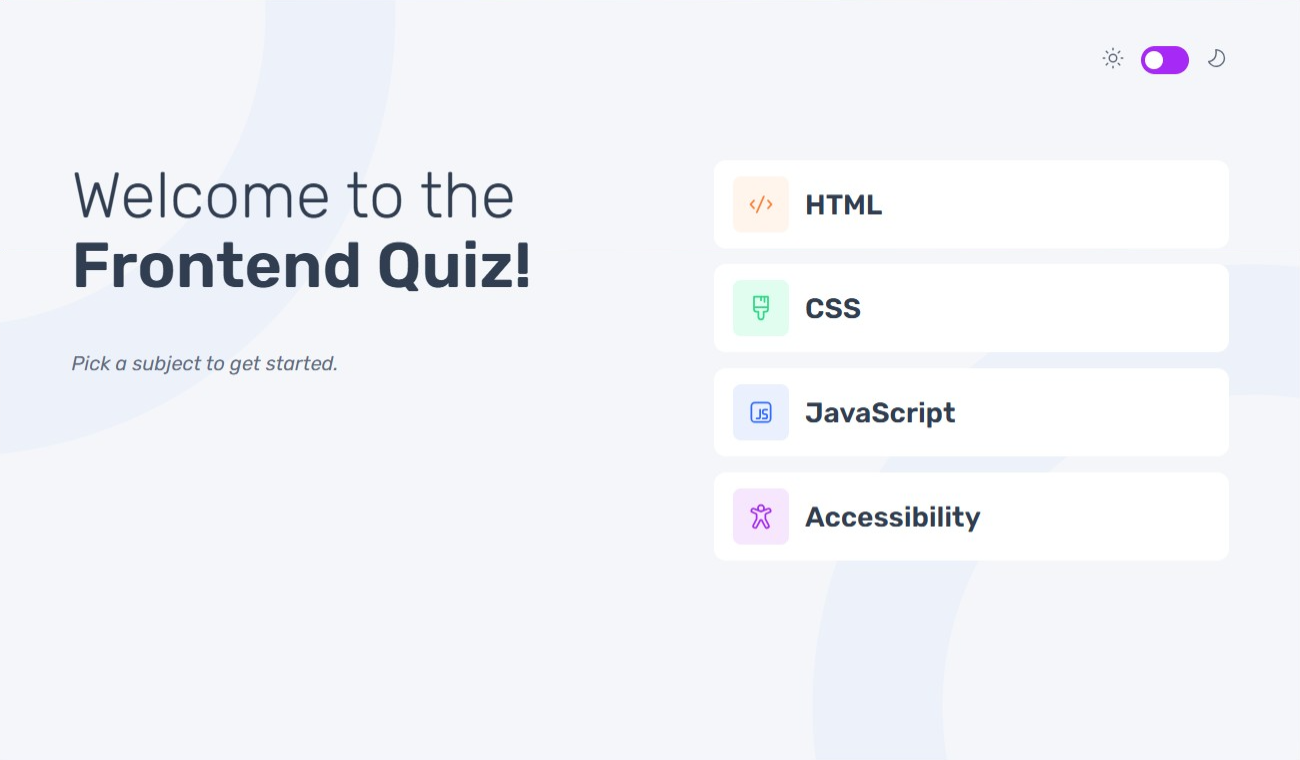 Welcome to the
Frontend Quiz!
Pick a subject to get started.
HTML
CSS
JS
JavaScript
Accessibility